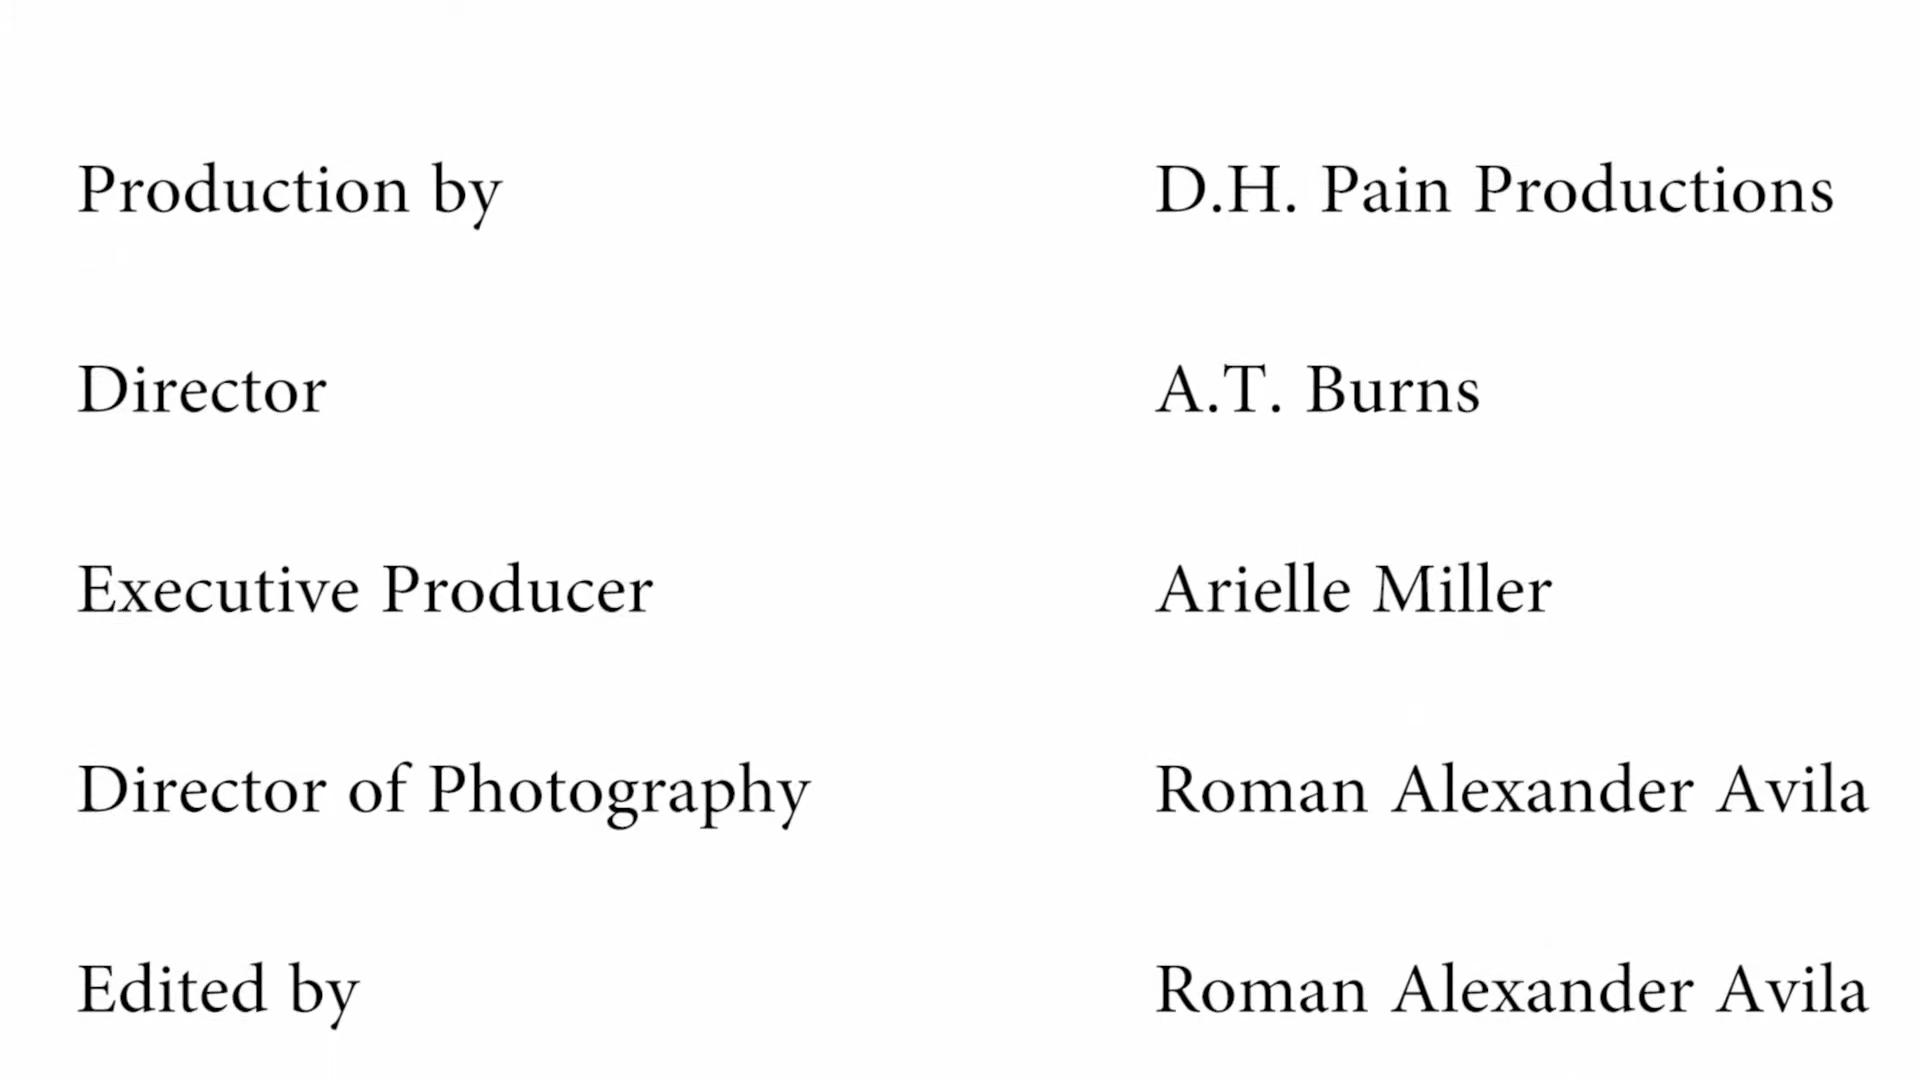 Production by D.H. Pain Productions
Director A.T. Burns
Executive Producer Arielle Miller
Director of Photography Roman Alexander Avila
Edited by Roman Alexander Avila